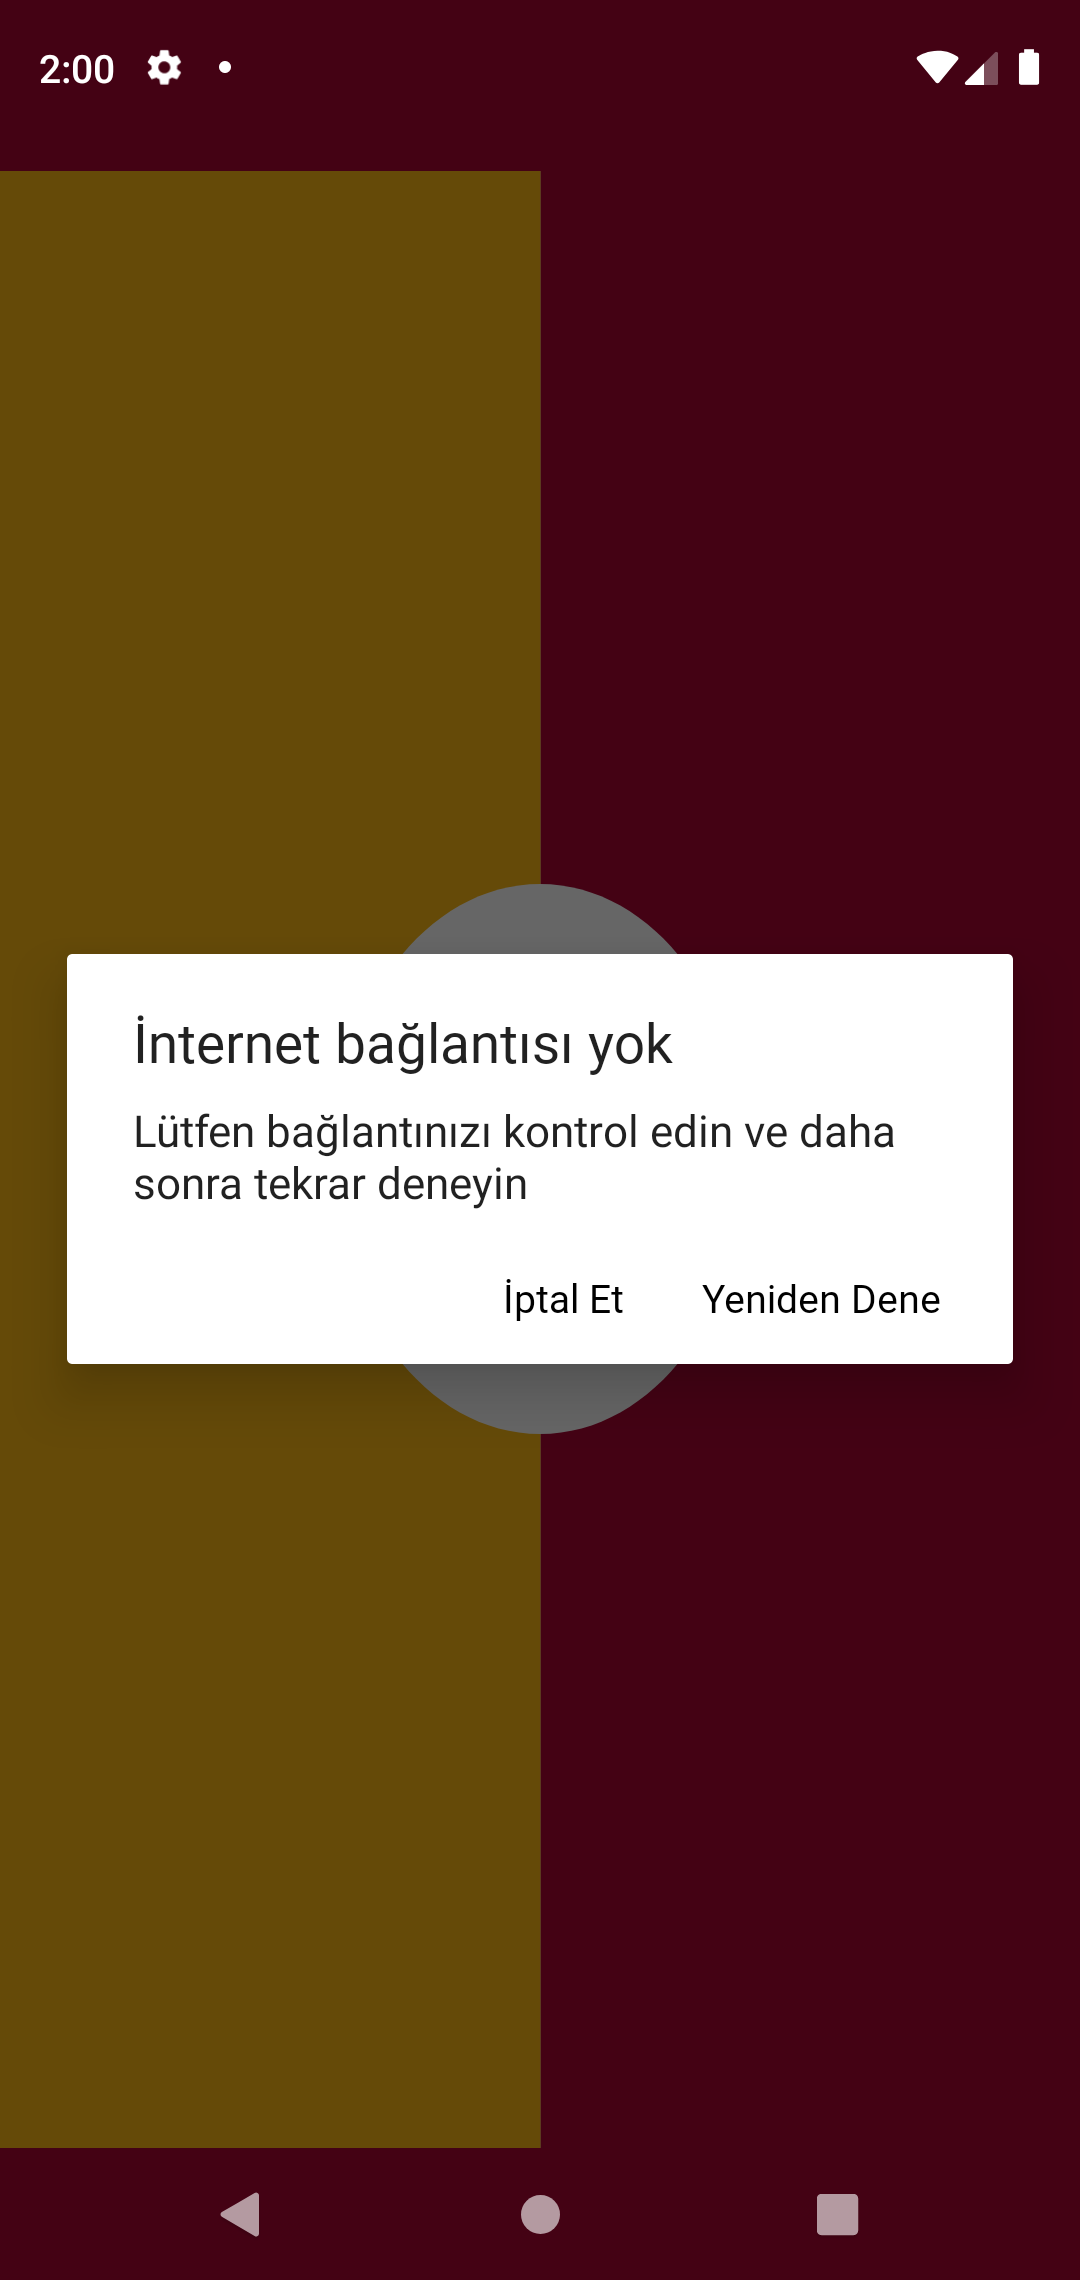 2:00
İnternet bağlantısı yok
Lütfen bağlantınızı kontrol edin ve daha
sonra tekrar deneyin
İptal Et Yeniden Dene